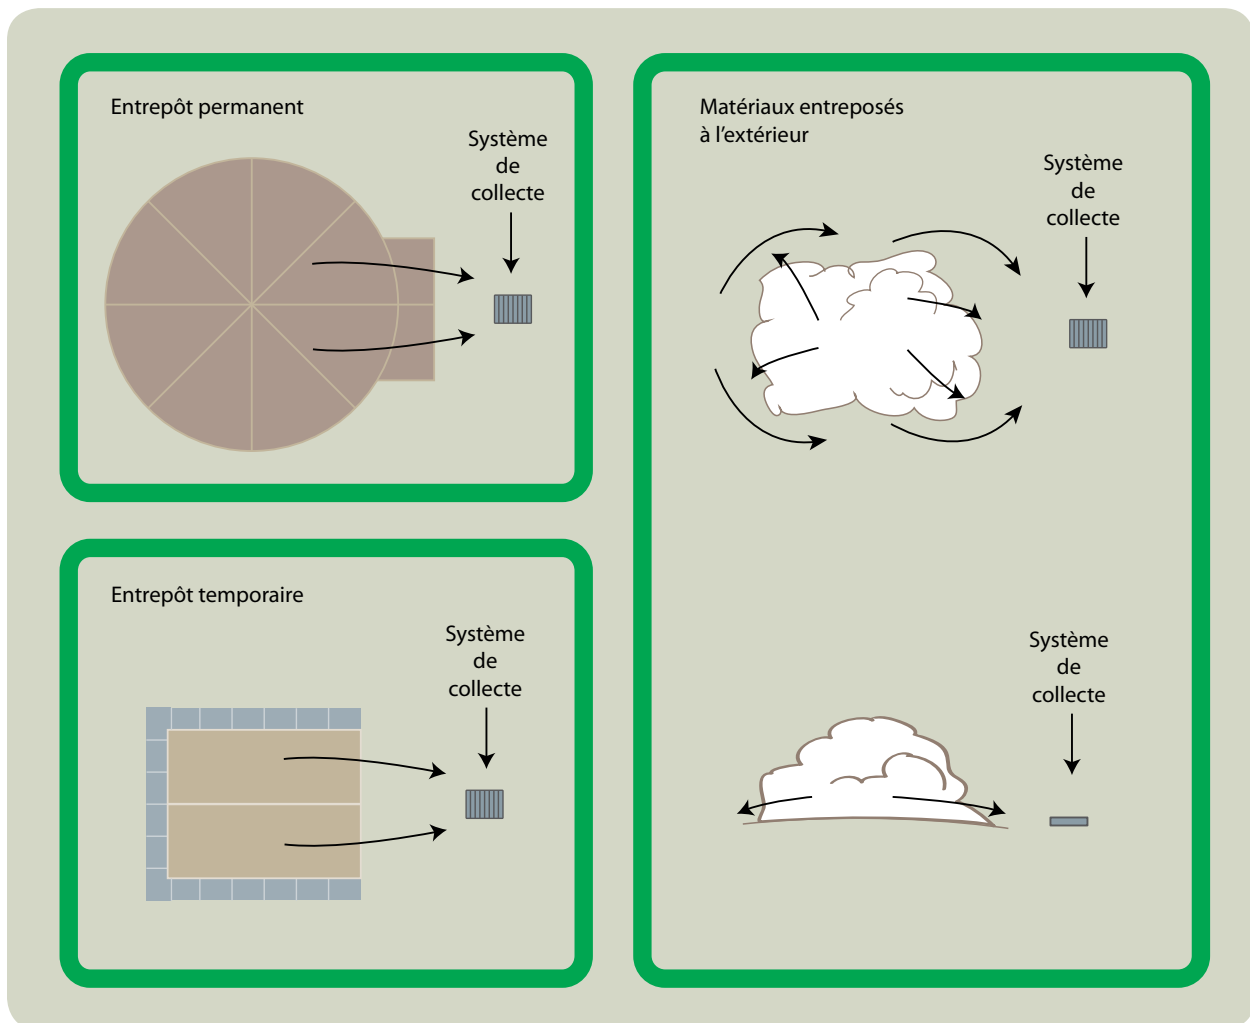 Entrepôt permanent
Système
de
collecte
Entrepôt temporaire
Système
de
collecte
Matériaux entreposés
à l’extérieur
Système
de
collecte
Système
de
collecte